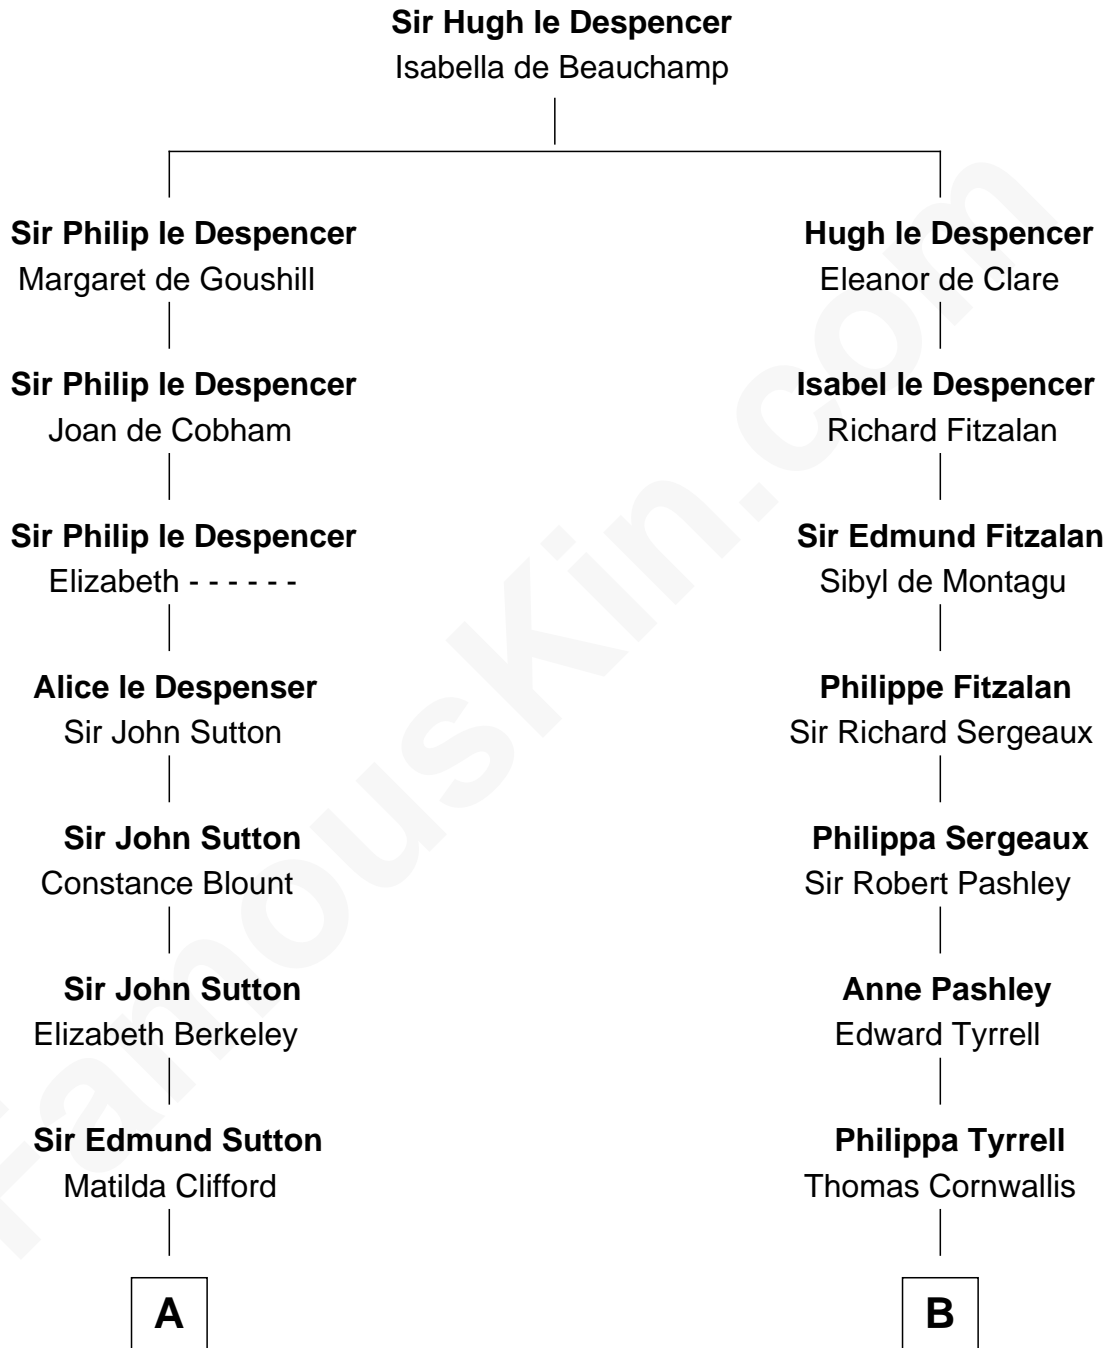 Sir Hugh le Despencer
Isabella de Beauchamp
Sir Philip le Despencer
Margaret de Goushill
Hugh le Despencer
Eleanor de Clare
Sir Philip le Despencer
Joan de Cobham
Isabel le Despencer
Richard Fitzalan
Sir Philip le Despencer
Elizabeth - - - - - -
Sir Edmund Fitzalan
Sibyl de Montagu
Alice le Despenser
Sir John Sutton
Philippe Fitzalan
Sir Richard Sergeaux
Sir John Sutton
Constance Blount
Philippa Sergeaux
Sir Robert Pashley
Sir John Sutton
Elizabeth Berkeley
Anne Pashley
Edward Tyrrell
Sir Edmund Sutton
Matilda Clifford
Philippa Tyrrell
Thomas Cornwallis
A
B
FamousKin.com